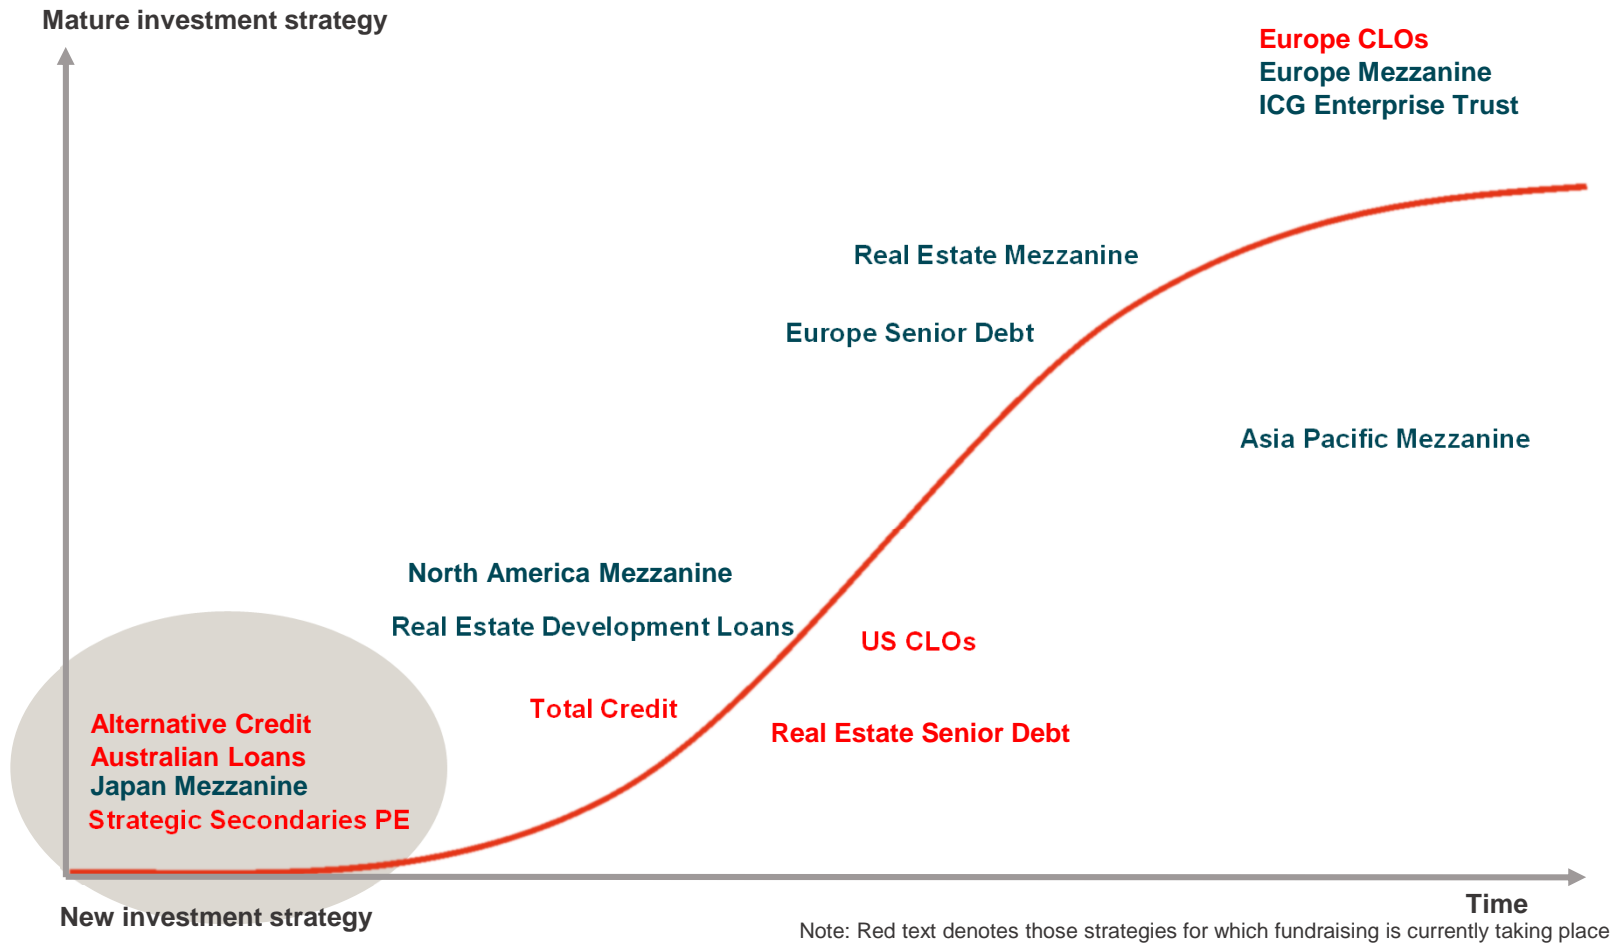 Mature investment strategy
Europe CLOs
Europe Mezzanine
ICG Enterprise Trust
Real Estate Mezzanine
Europe Senior Debt
Asia Pacific Mezzanine
North America Mezzanine
Real Estate Development Loans
US CLOs
Total Credit
Real Estate Senior Debt
Alternative Credit
Australian Loans
Japan Mezzanine
Strategic Secondaries PE
New investment strategy
Time
Note: Red text denotes those strategies for which fundraising is currently taking place